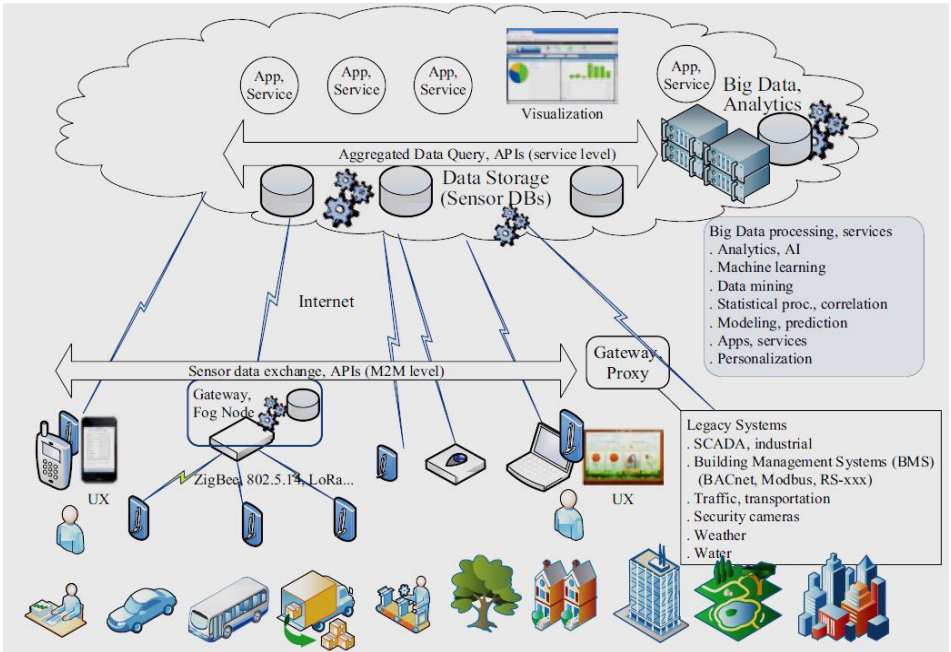 App,
Service
App,
Service
App,
Service
Visualization
App,
Service
Big Data,
Analytics
Aggregated Data Query, APIs (service level)
Data Storage
(Sensor DBs)
Big Data processing, services
. Analytics, AI
. Machine learning
. Data mining
. Statistical proc., correlation
. Modeling, prediction
. Apps, services
. Personalization
Internet
Sensor data exchange, APIs (M2M level)
Gateway,
Proxy
Gateway,
Fog Node
Legacy Systems
. SCADA, industrial
. Building Management Systems (BMS)
(BACnet, Modbus, RS-xxx)
. Traffic, transportation
. Security cameras
. Weather
. Water
ZigBee, 802.5.14, LoRa...
UX
UX